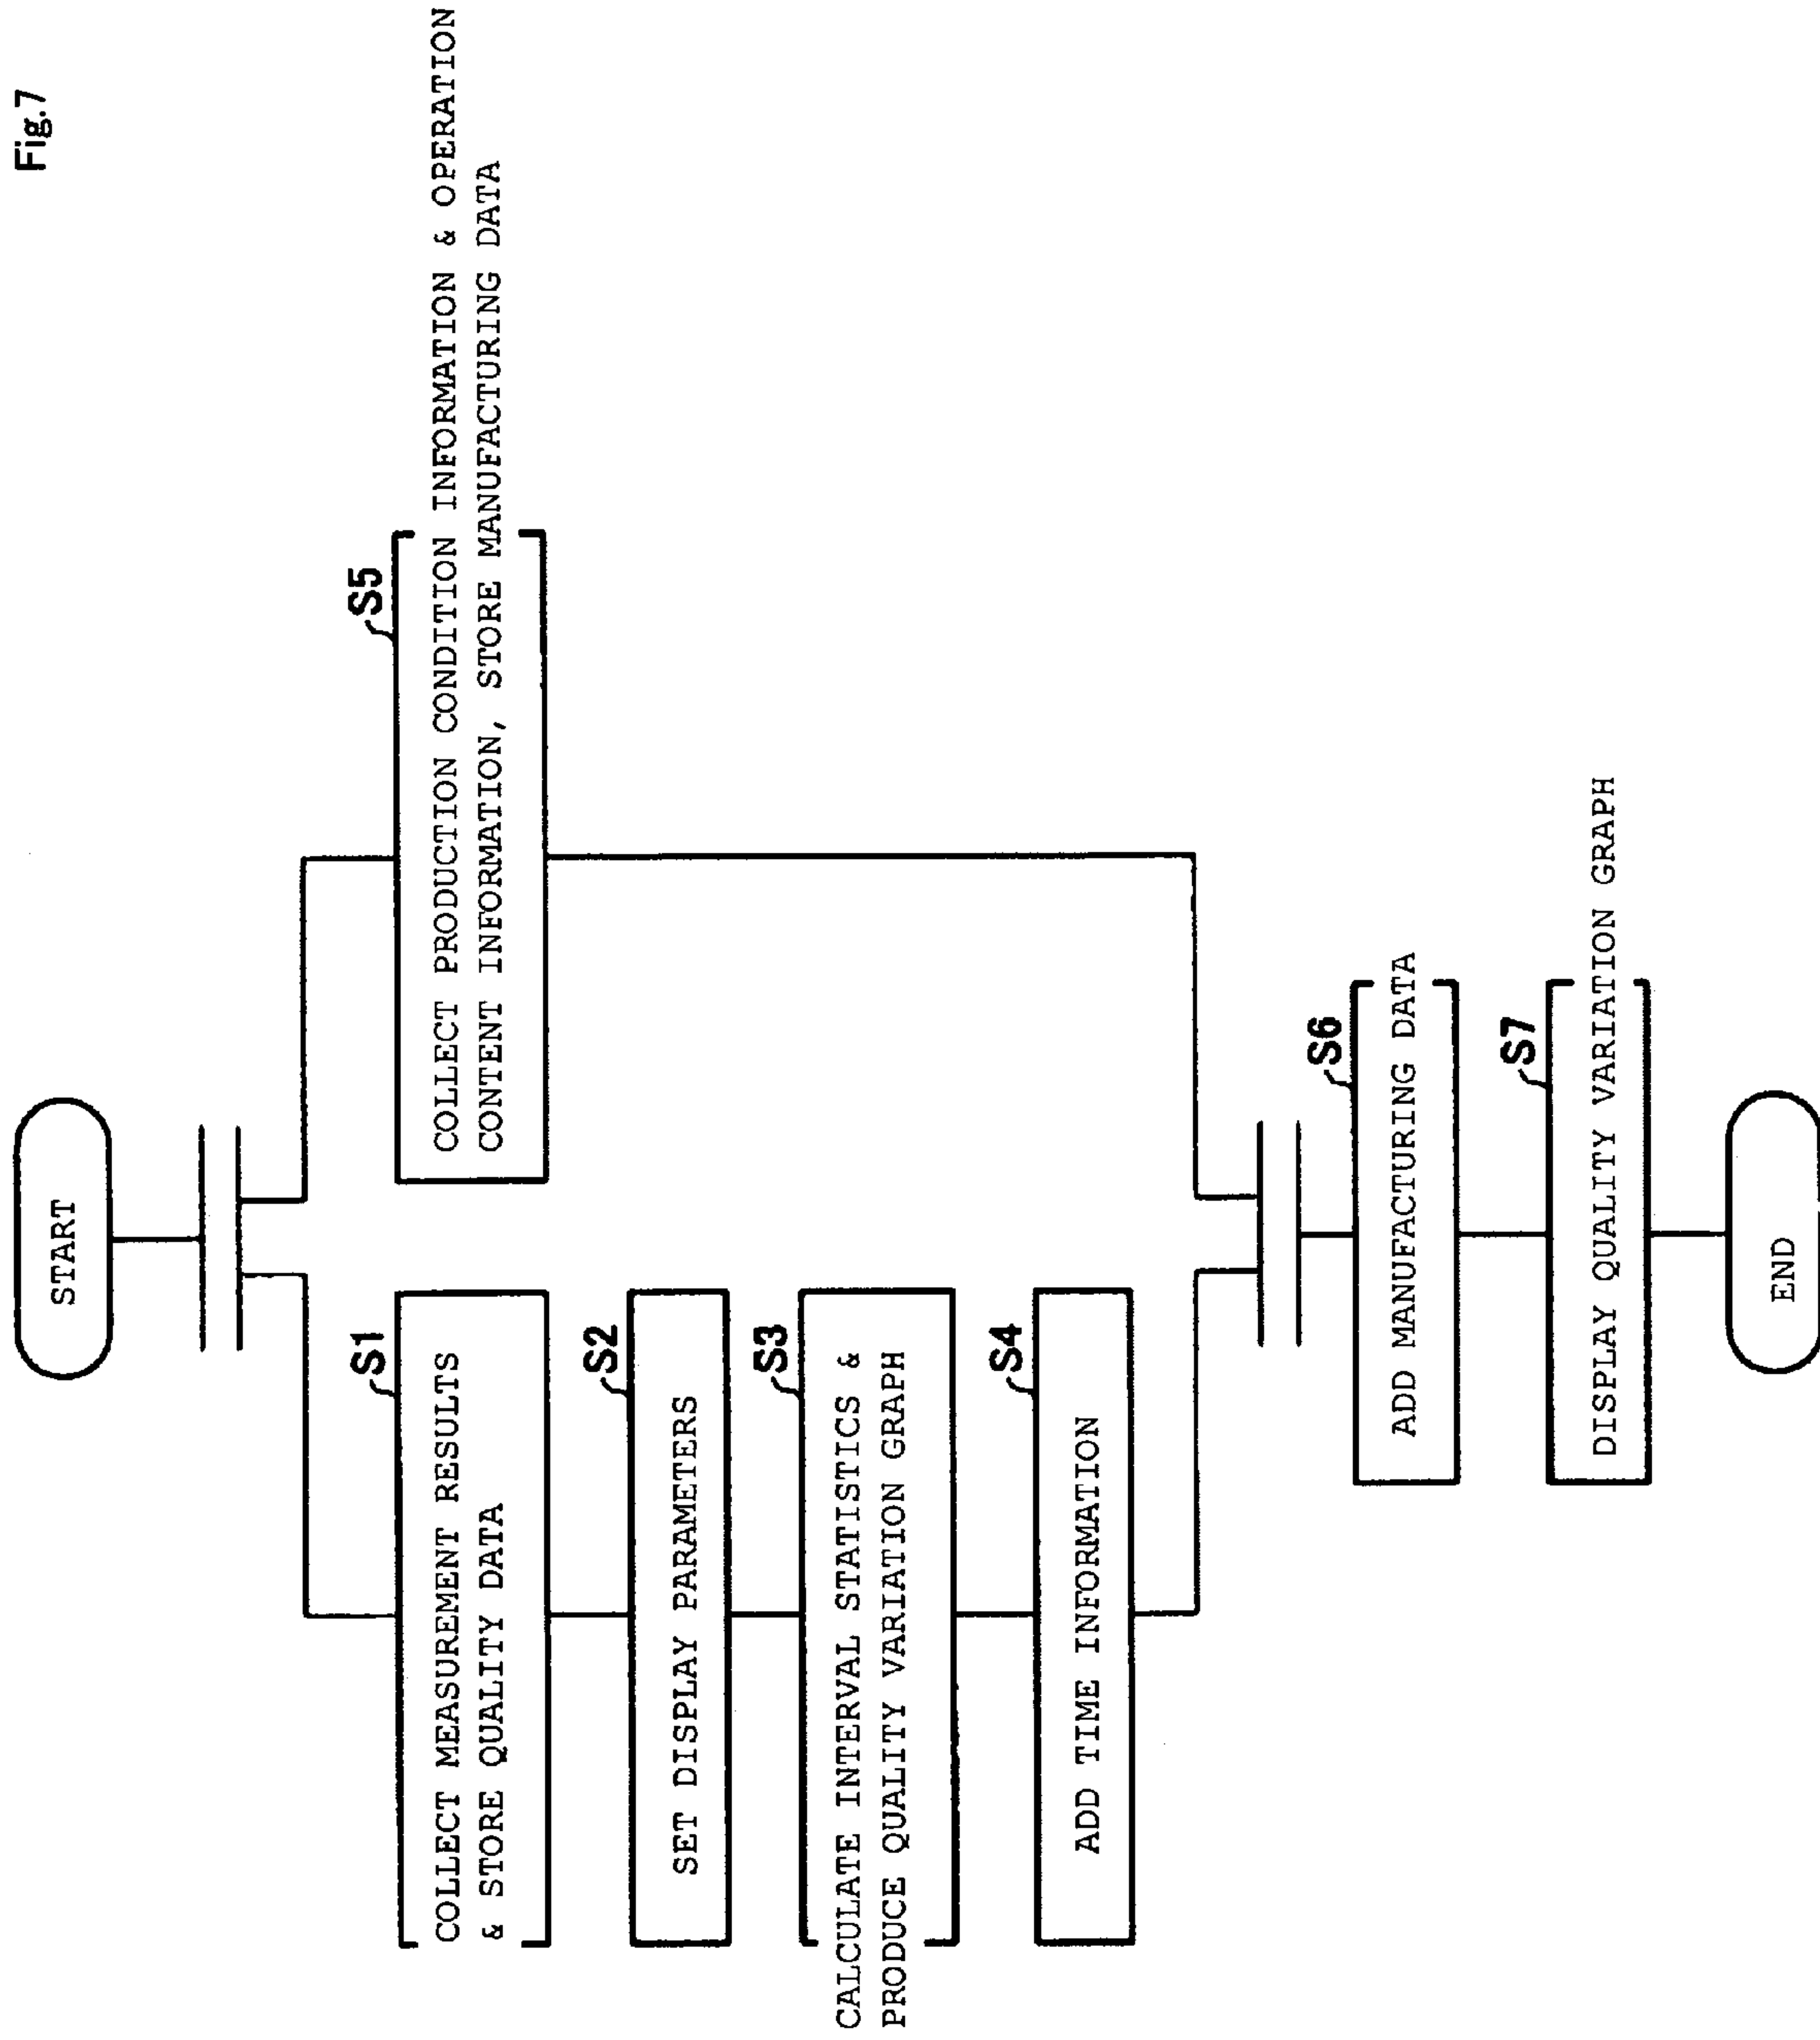 Fig.7
START
S1
COLLECT MEASUREMENT RESULTS
& STORE QUALITY DATA
S2
SET DISPLAY PARAMETERS
S3
CALCULATE INTERVAL STATISTICS &
PRODUCE QUALITY VARIATION GRAPH
S4
ADD TIME INFORMATION
S5
COLLECT PRODUCTION CONDITION INFORMATION & OPERATION
CONTENT INFORMATION, STORE MANUFACTURING DATA
S6
ADD MANUFACTURING DATA
S7
DISPLAY QUALITY VARIATION GRAPH
END